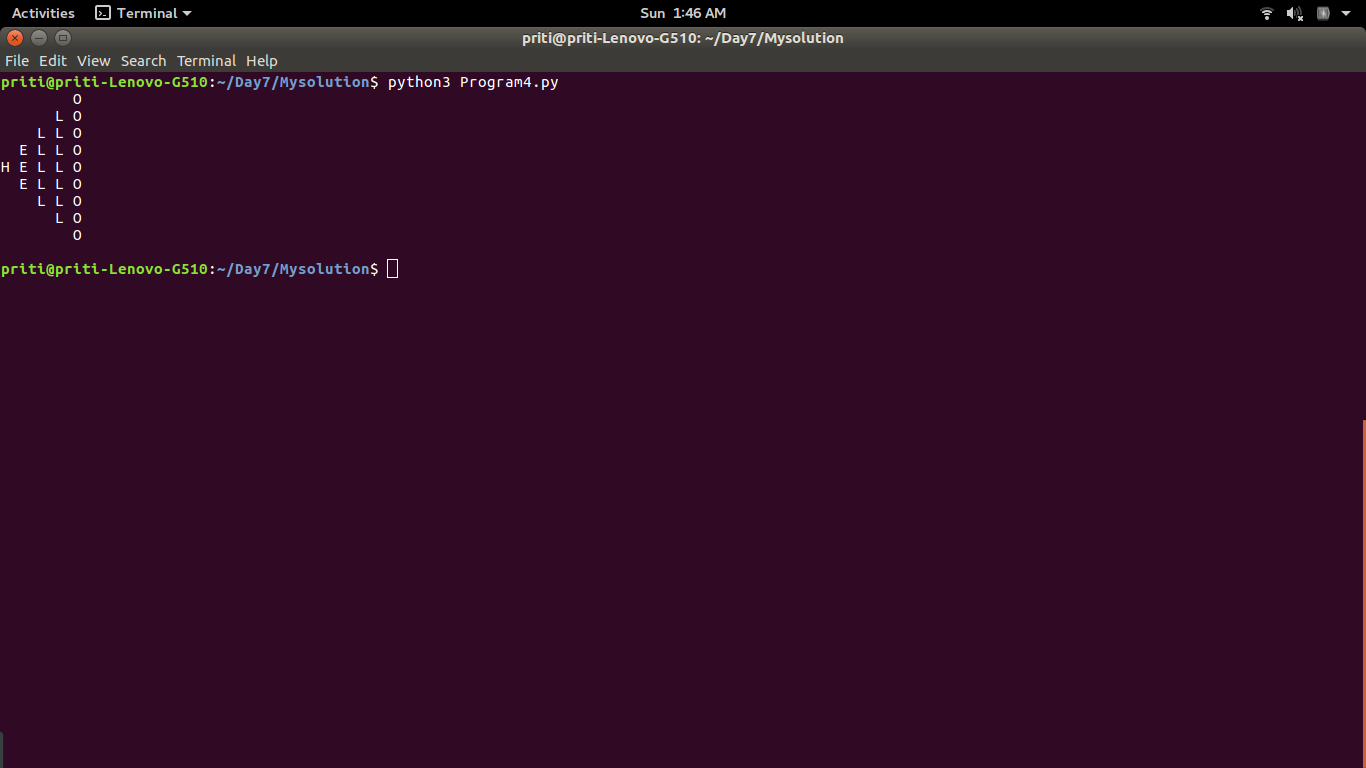 Activities Terminal Sun 1:46 AM
priti@priti-Lenovo-G510: ~/Day7/Mysolution
File Edit View Search Terminal Help
priti@priti-Lenovo-G510:~/Day7/Mysolution$ python3 Program4.py
        O
      L O
    L L O
  E L L O
H E L L O
  E L L O
    L L O
      L O
        O
priti@priti-Lenovo-G510:~/Day7/Mysolution$